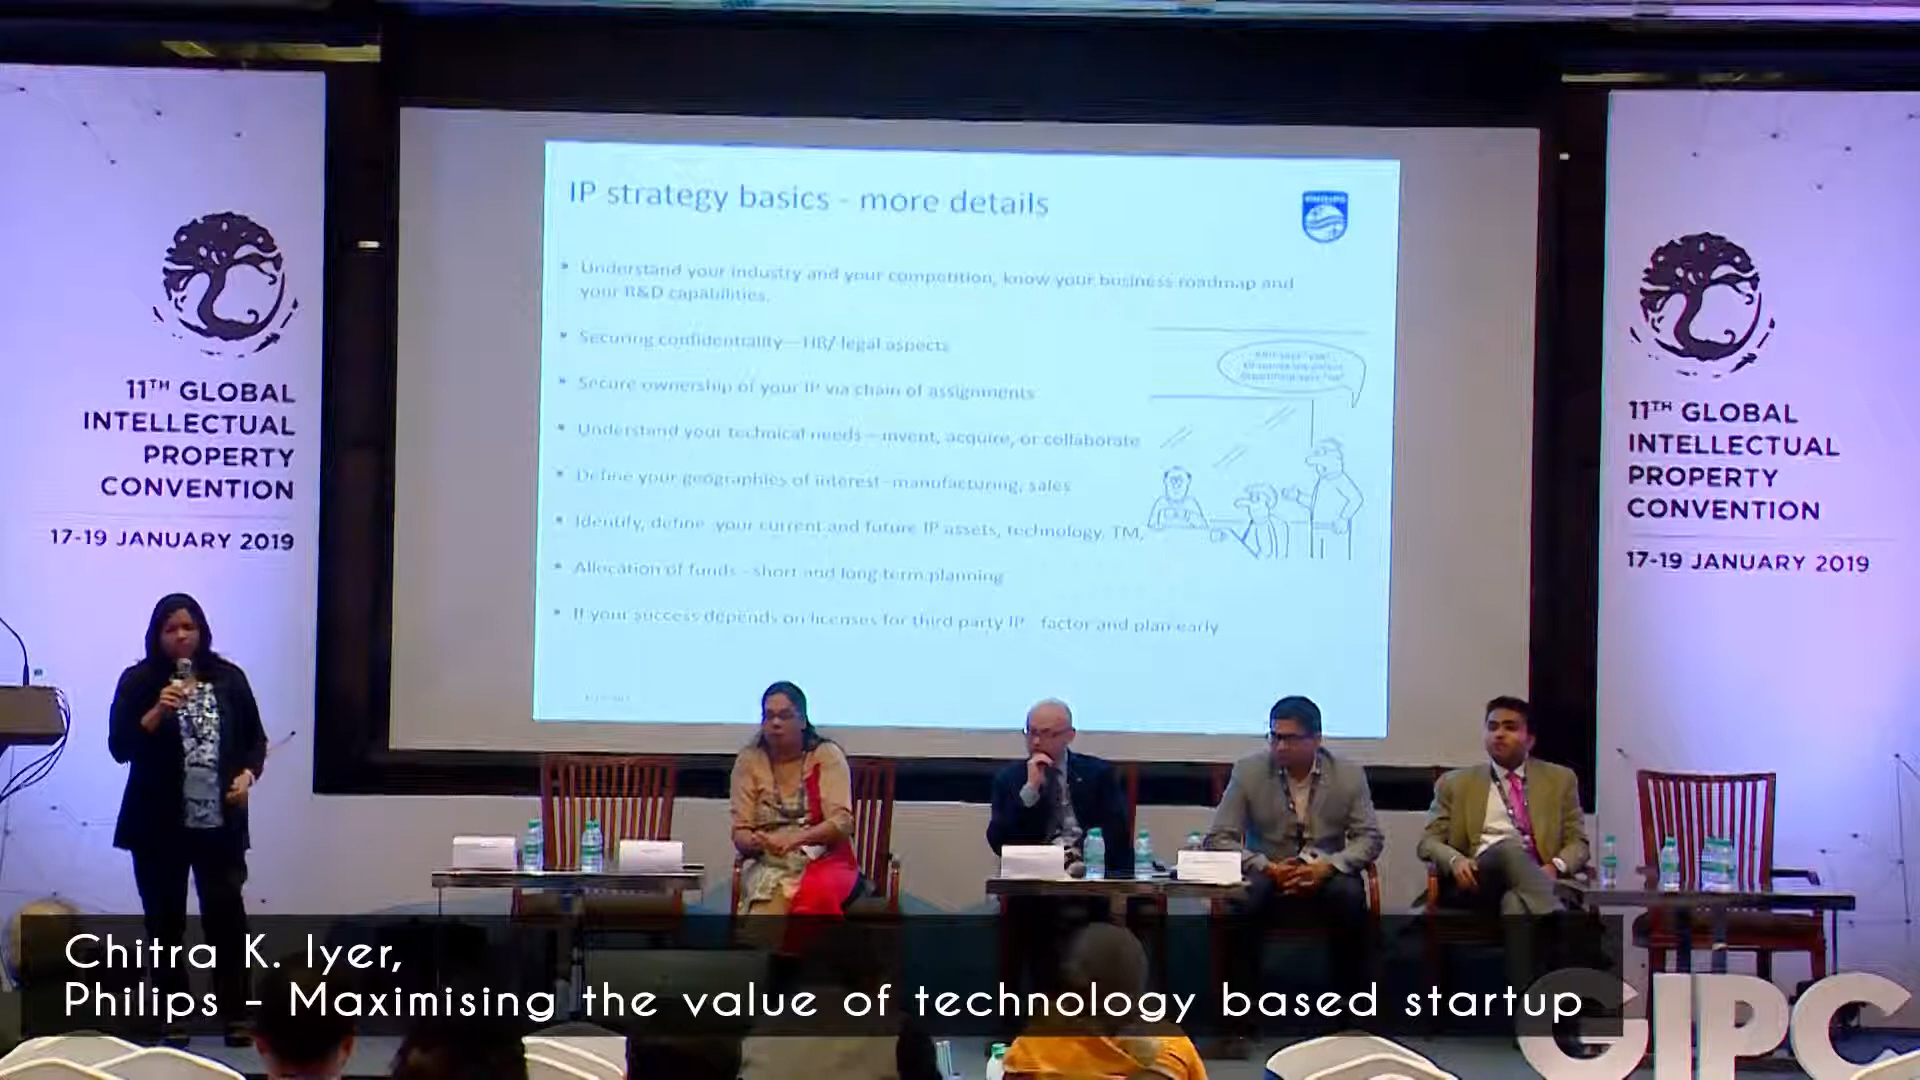 IP strategy basics - more details
PHILIPS
Understand your industry and your competition, know your business roadmap and
your R&D capabilities.
Securing confidentiality – HR/ legal aspects
Secure ownership of your IP via chain of assignments
Understand your technical needs – invent, acquire, or collaborate
Define your geographies of interest- manufacturing, sales
Identify, define your current and future IP assets, technology, TM,
Allocation of funds - short and long term planning
If your success depends on licenses for third party IP - factor and plan early
11TH GLOBAL
INTELLECTUAL
PROPERTY
CONVENTION
17-19 JANUARY 2019
11TH GLOBAL
INTELLECTUAL
PROPERTY
CONVENTION
17-19 JANUARY 2019
Chitra K. Iyer,
Philips - Maximising the value of technology based startup
GIPC